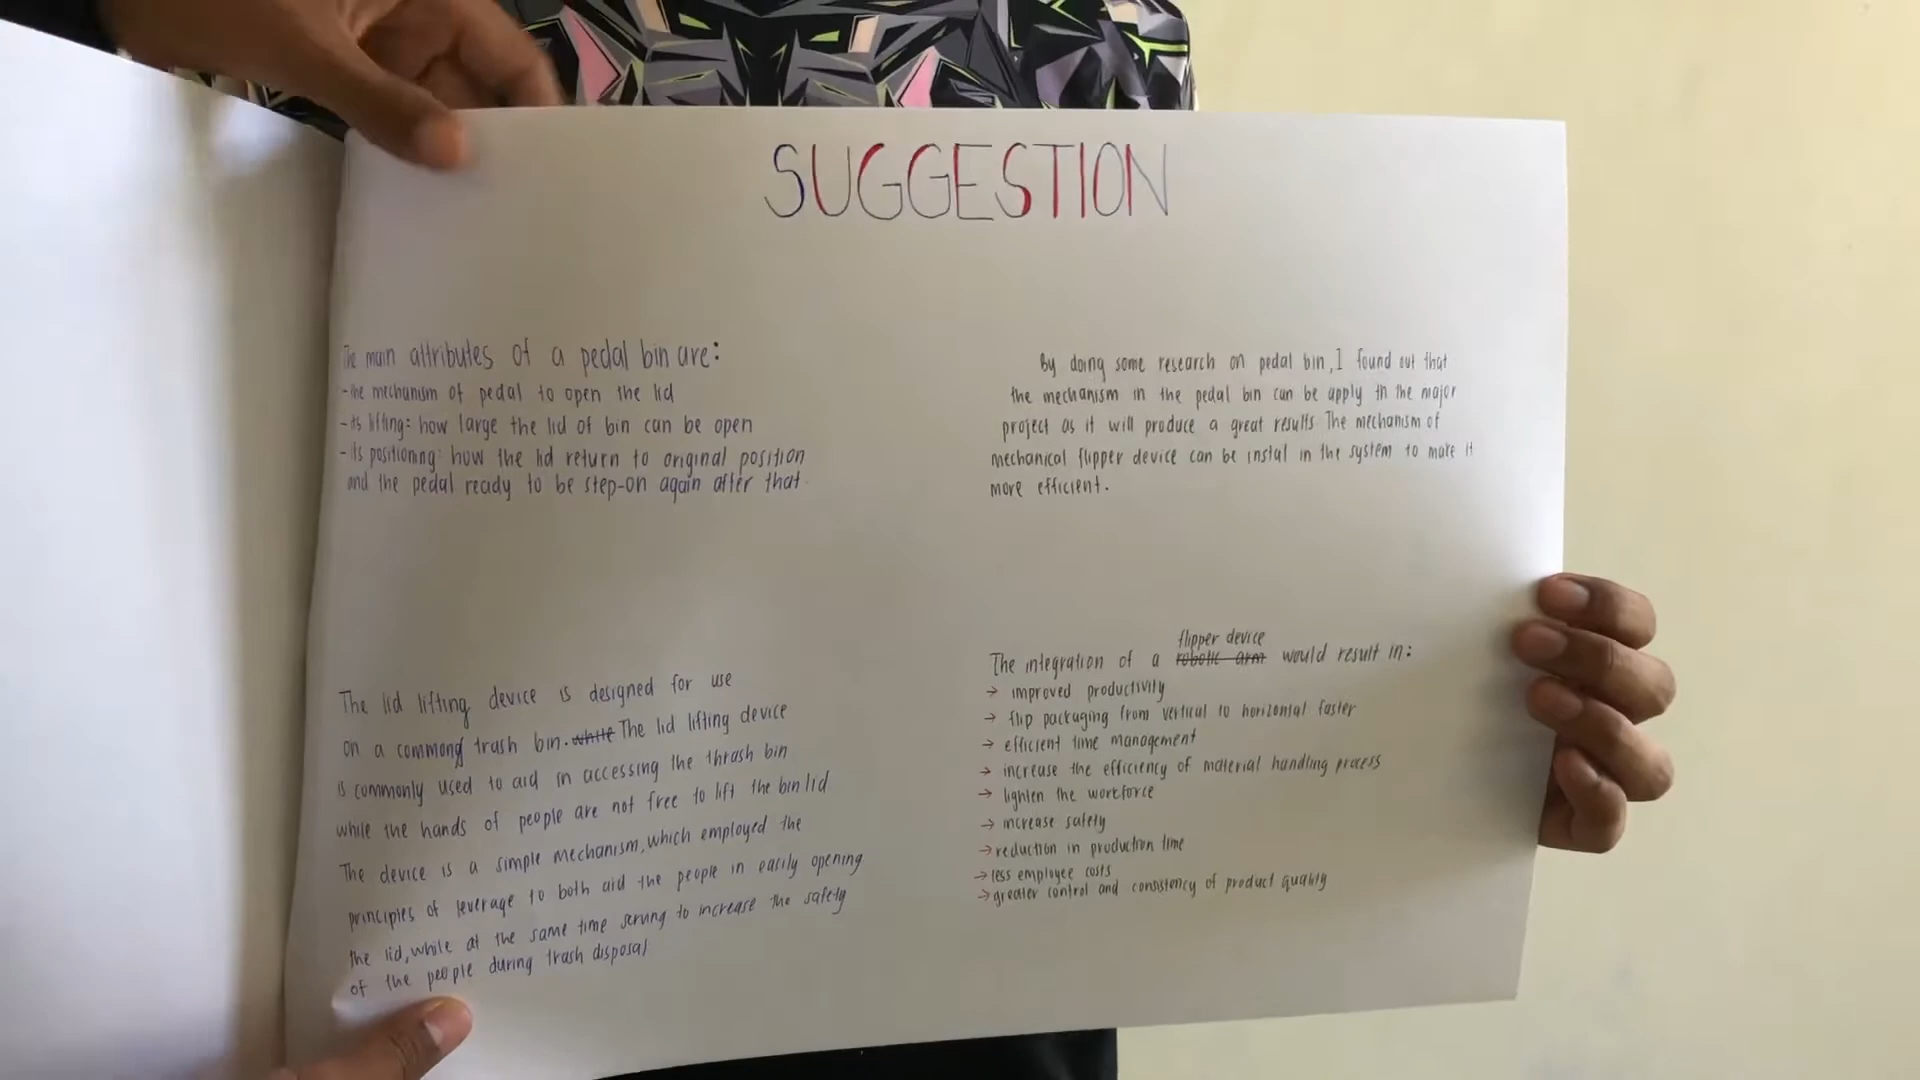 SUGGESTION
The main attributes of a pedal bin are:
- the mechanism of pedal to open the lid
- its lifting: how large the lid of bin can be open
- its positioning: how the lid return to original position
and the pedal ready to be step-on again after that.
The lid lifting device is designed for use
on a common trash bin. while The lid lifting device
is commonly used to aid in accessing the thrash bin
while the hands of people are not free to lift the bin lid
The device is a simple mechanism, which employed the
principles of leverage to both aid the people in easily opening
the lid, while at the same time serving to increase the safety
of the people during trash disposal
By doing some research on pedal bin, I found out that
the mechanism in the pedal bin can be apply in the major
project as it will produce a great results. The mechanism of
mechanical flipper device can be instal in the system to make it
more efficient.
flipper device
The integration of a robotic arm would result in:
→ improved productivity
→ flip packaging from vertical to horizonsal faster
→ efficient time management
→ increase the efficiency of material handling process
→ lighten the workforce
→ increase safety
→ reduction in production time
→ less employee costs
→ greater control and consistency of product quality